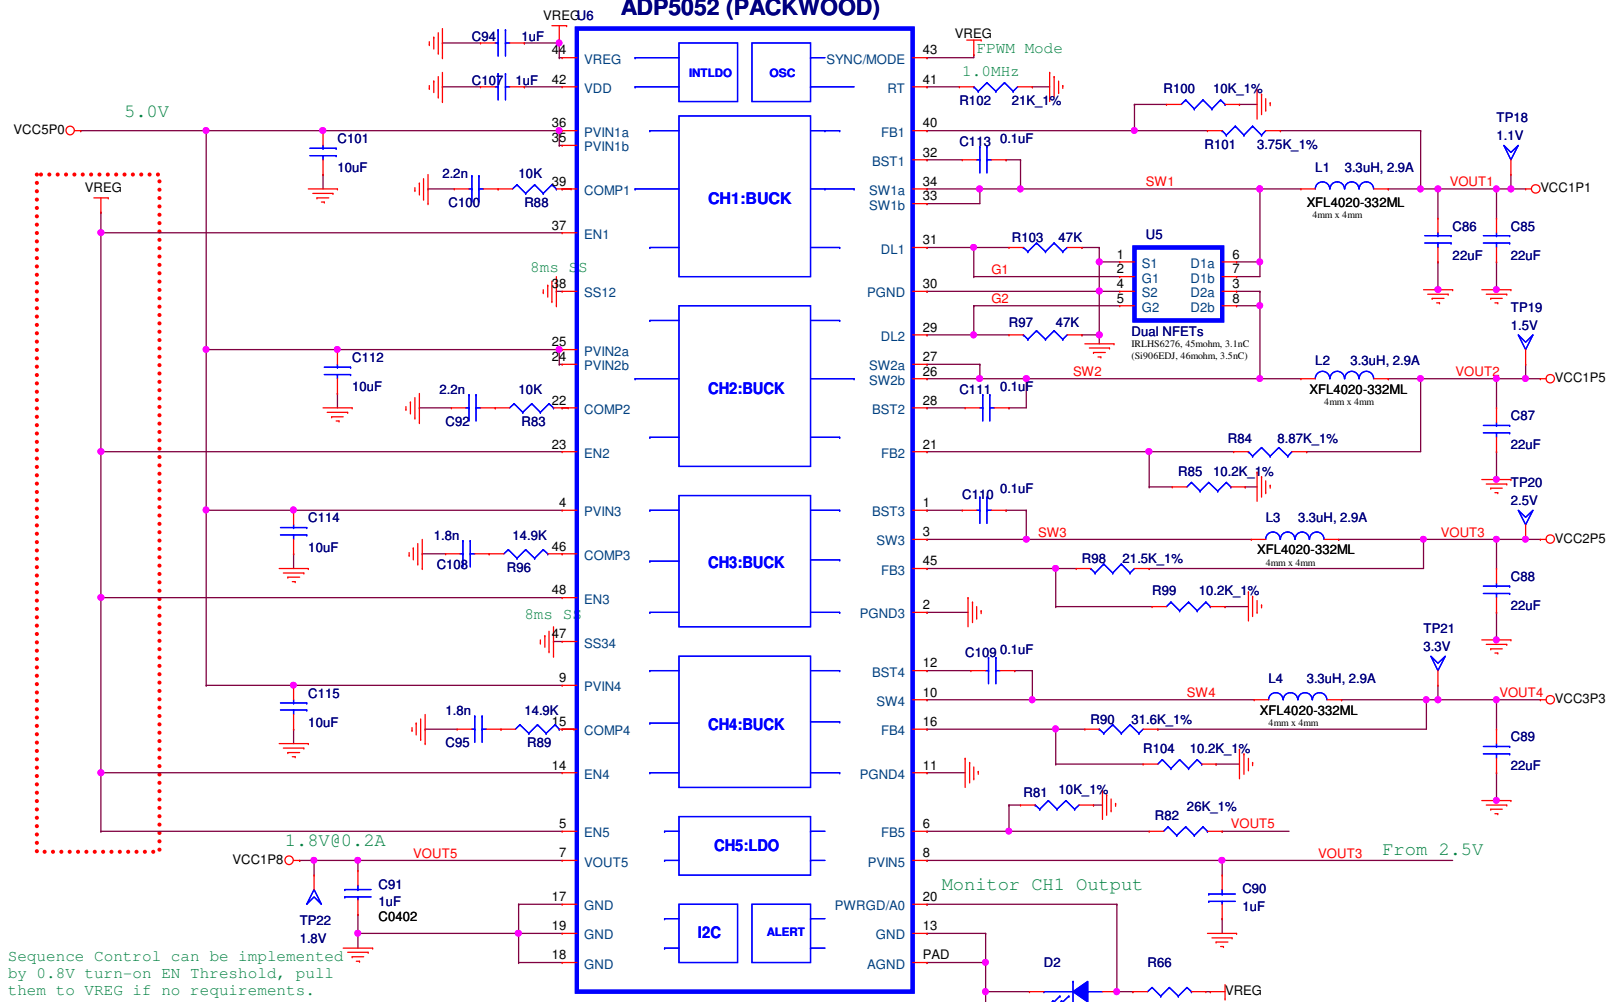 ADP5052 (PACKWOOD)
VREG
U6
C94 1uF
44
VREG
C107 1uF
42
VDD
INTLDO
OSC
SYNC/MODE
43
VREG
FPWM Mode
RT
41
1.0MHz
R102 21K_1%
5.0V
VCC5P0
C101
10uF
36
PVIN1a
35
PVIN1b
2.2n
C100
10K
R88
39
COMP1
VREG
37
EN1
8ms SS
38
SS12
CH1:BUCK
FB1
40
R100 10K_1%
R101 3.75K_1%
BST1
32
C113 0.1uF
SW1a
34
SW1b
33
SW1
L1 3.3uH, 2.9A
XFL4020-332ML
4mm x 4mm
VOUT1
TP18
1.1V
VCC1P1
C86
22uF
C85
22uF
DL1
31
R103 47K
G1
PGND
30
G2
DL2
29
R97 47K
U5
1 S1 D1a 6
2 G1 D1b 7
4 S2 D2a 3
5 G2 D2b 8
Dual NFETs
IRLHS6276, 45mohm, 3.1nC
(Si906EDJ, 46mohm, 3.5nC)
C112
10uF
25
PVIN2a
24
PVIN2b
2.2n
C92
10K
R83
22
COMP2
23
EN2
CH2:BUCK
SW2a
27
SW2b
26
SW2
L2 3.3uH, 2.9A
XFL4020-332ML
4mm x 4mm
VOUT2
TP19
1.5V
VCC1P5
BST2
28
C111 0.1uF
C87
22uF
FB2
21
R84 8.87K_1%
R85 10.2K_1%
C114
10uF
4
PVIN3
1.8n
C108
14.9K
R96
46
COMP3
48
EN3
8ms SS
47
SS34
CH3:BUCK
BST3
1
C110 0.1uF
SW3
3
SW3
L3 3.3uH, 2.9A
XFL4020-332ML
4mm x 4mm
VOUT3
TP20
2.5V
VCC2P5
FB3
45
R98 21.5K_1%
R99 10.2K_1%
C88
22uF
PGND3
2
C115
10uF
9
PVIN4
1.8n
C95
14.9K
R89
15
COMP4
14
EN4
CH4:BUCK
BST4
12
C109 0.1uF
SW4
10
SW4
L4 3.3uH, 2.9A
XFL4020-332ML
4mm x 4mm
TP21
3.3V
VOUT4
VCC3P3
FB4
16
R90 31.6K_1%
R104 10.2K_1%
C89
22uF
PGND4
11
5
EN5
CH5:LDO
FB5
6
R81 10K_1%
R82 26K_1%
VOUT5
1.8V@0.2A
VCC1P8
VOUT5
7
VOUT5
PVIN5
8
VOUT3
From 2.5V
TP22
1.8V
C91
1uF
C0402
C90
1uF
Monitor CH1 Output
17
GND
19
GND
18
GND
I2C
ALERT
PWRGD/A0
20
GND
13
AGND
PAD
D2
R66
VREG
Sequence Control can be implemented
by 0.8V turn-on EN Threshold, pull
them to VREG if no requirements.